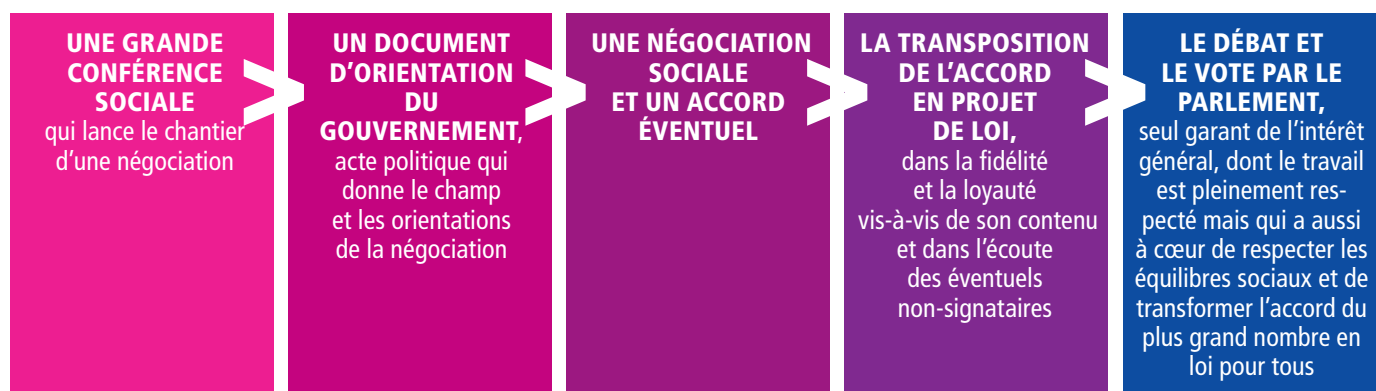 UNE GRANDE
CONFÉRENCE
SOCIALE
qui lance le chantier
d'une négociation
UN DOCUMENT
D'ORIENTATION
DU
GOUVERNEMENT,
acte politique qui
donne le champ
et les orientations
de la négociation
UNE NÉGOCIATION
SOCIALE
ET UN ACCORD
ÉVENTUEL
LA TRANSPOSITION
DE L'ACCORD
EN PROJET
DE LOI,
dans la fidélité
et la loyauté
vis-à-vis de son contenu
et dans l'écoute
des éventuels
non-signataires
LE DÉBAT ET
LE VOTE PAR LE
PARLEMENT,
seul garant de l'intérêt
général, dont le travail
est pleinement res-
pecté mais qui a aussi
à cœur de respecter les
équilibres sociaux et de
transformer l'accord du
plus grand nombre en
loi pour tous